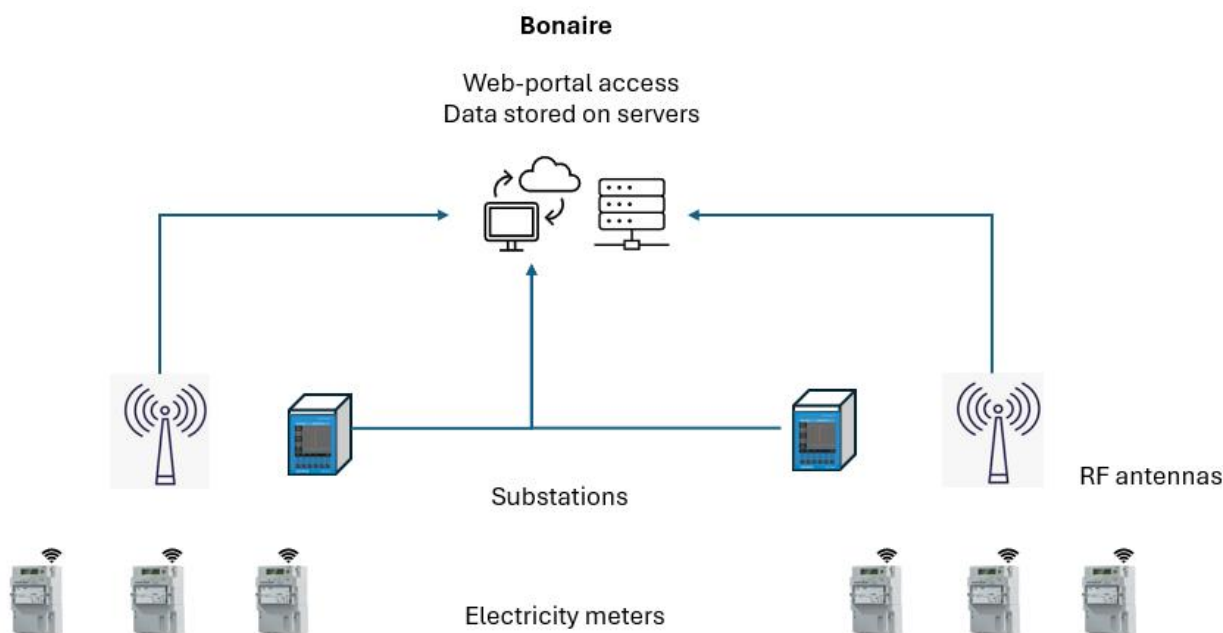 Bonaire
Web-portal access
Data stored on servers
RF antennas
Substations
Electricity meters